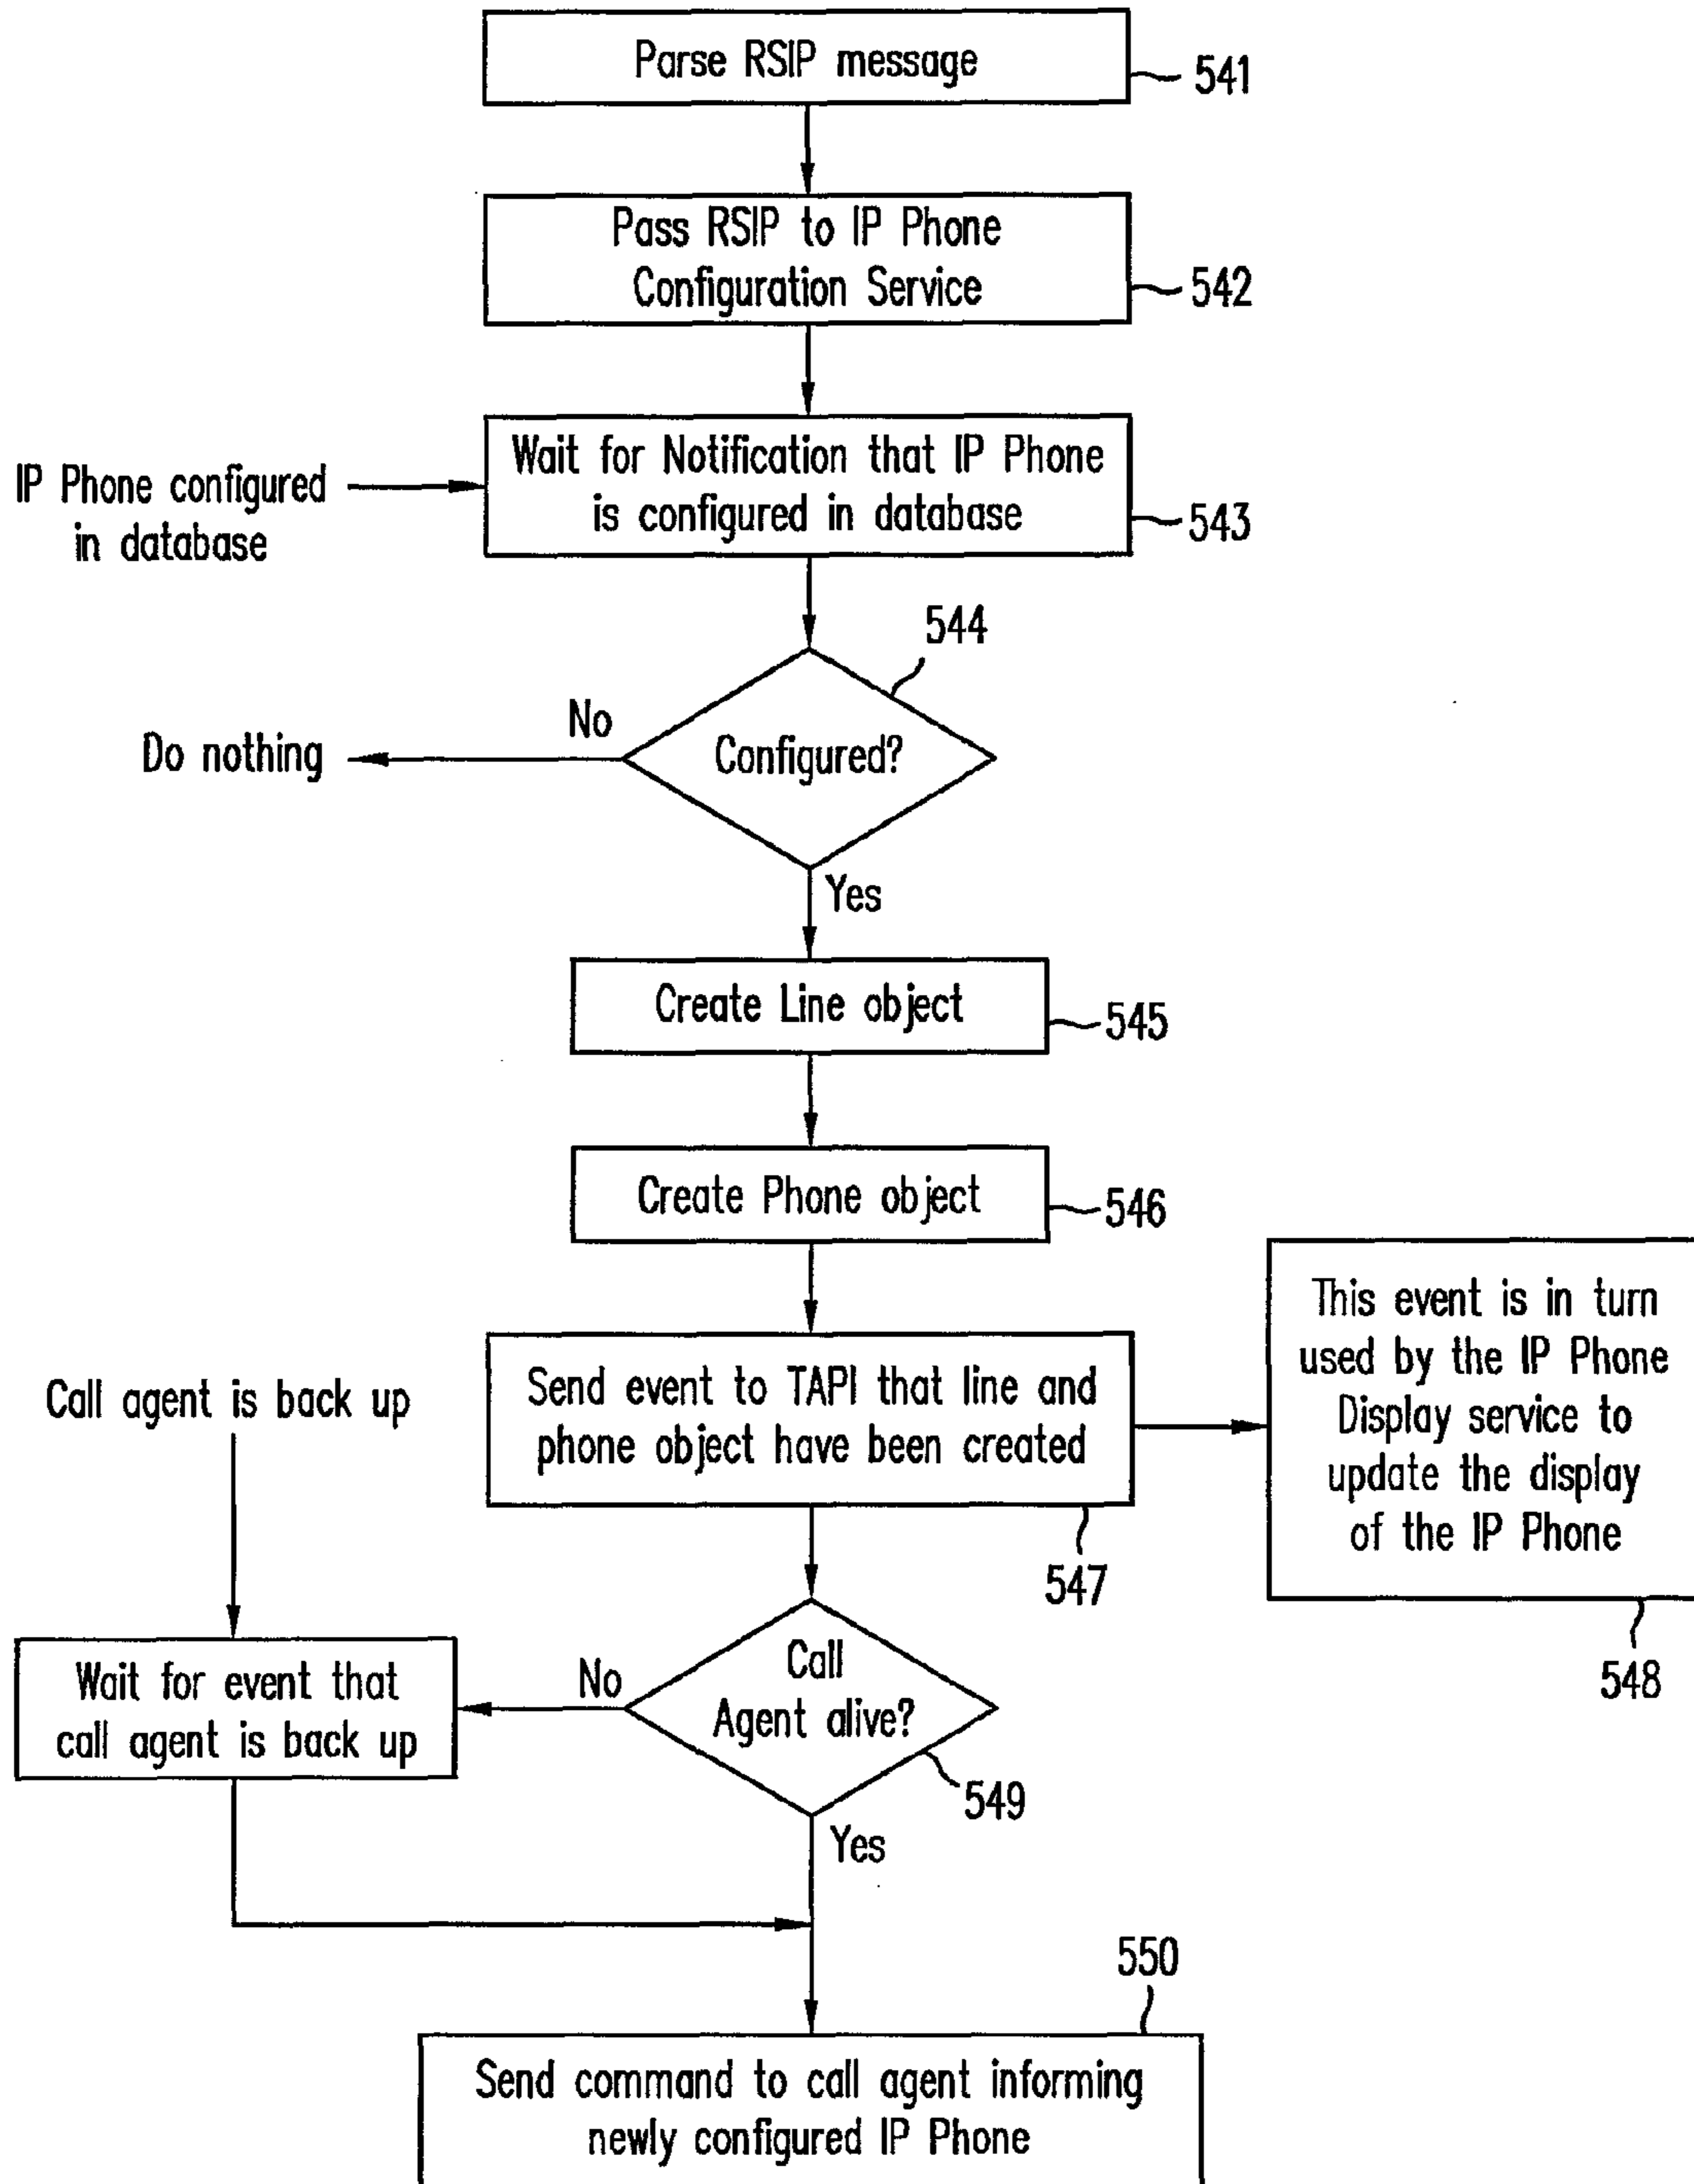 Parse RSIP message
541
Pass RSIP to IP Phone
Configuration Service
542
Wait for Notification that IP Phone
is configured in database
543
IP Phone configured
in database
544
Configured?
No
Do nothing
Yes
Create Line object
545
Create Phone object
546
Send event to TAPI that line and
phone object have been created
547
This event is in turn
used by the IP Phone
Display service to
update the display
of the IP Phone
548
Call agent is back up
Wait for event that
call agent is back up
No
Call
Agent alive?
549
Yes
550
Send command to call agent informing
newly configured IP Phone